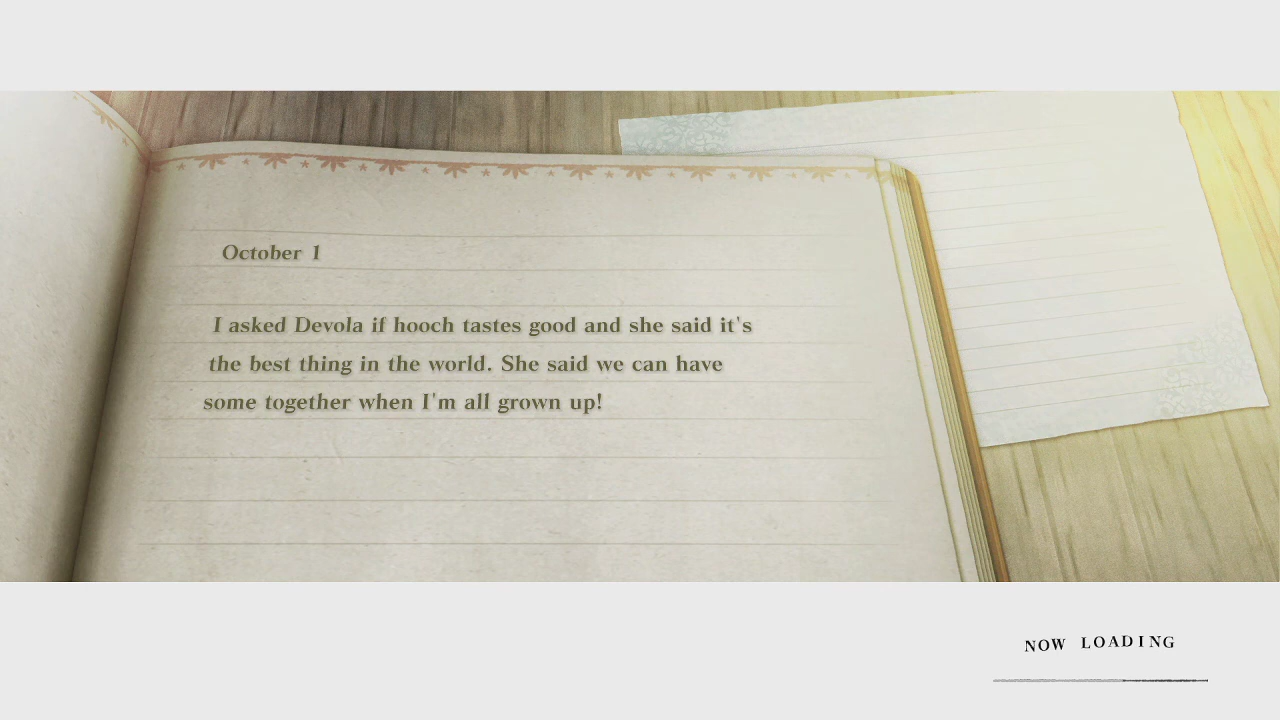 October 1
I asked Devola if hooch tastes good and she said it's
the best thing in the world. She said we can have
some together when I'm all grown up!
NOW LOADING